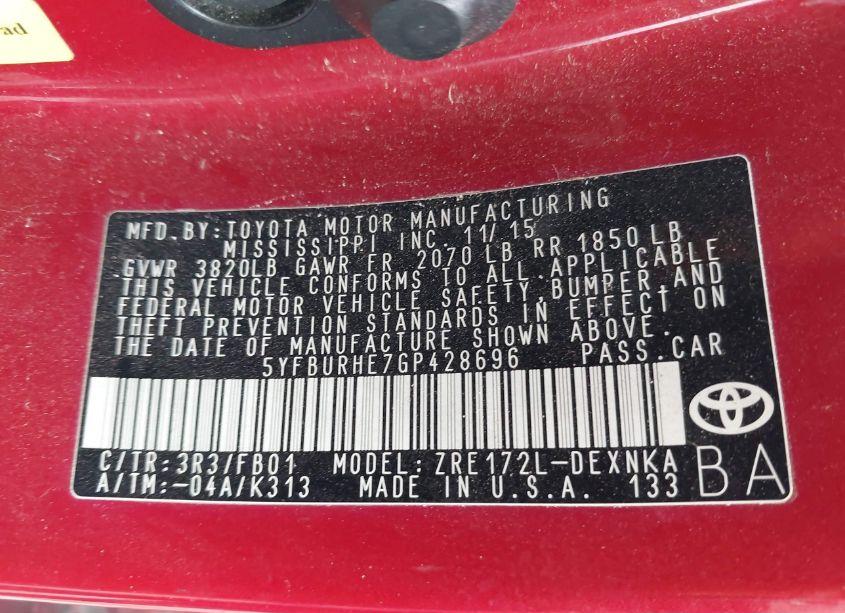 ad
MFD. BY: TOYOTA MOTOR MANUFACTURING
MISSISSIPPI INC. 11/15
GVWR 3820LB GAWR FR 2070 LB RR 1850 LB
THIS VEHICLE CONFORMS TO ALL APPLICABLE
FEDERAL MOTOR VEHICLE SAFETY, BUMPER, AND
THEFT PREVENTION STANDARDS IN EFFECT ON
THE DATE OF MANUFACTURE SHOWN ABOVE.
5YFBURHE7GP428696 PASS. CAR
C/TR: 3R3/FB01 MODEL: ZRE172L-DEXNKA
A/TM: -04A/K313 MADE IN U.S.A. 133
BA